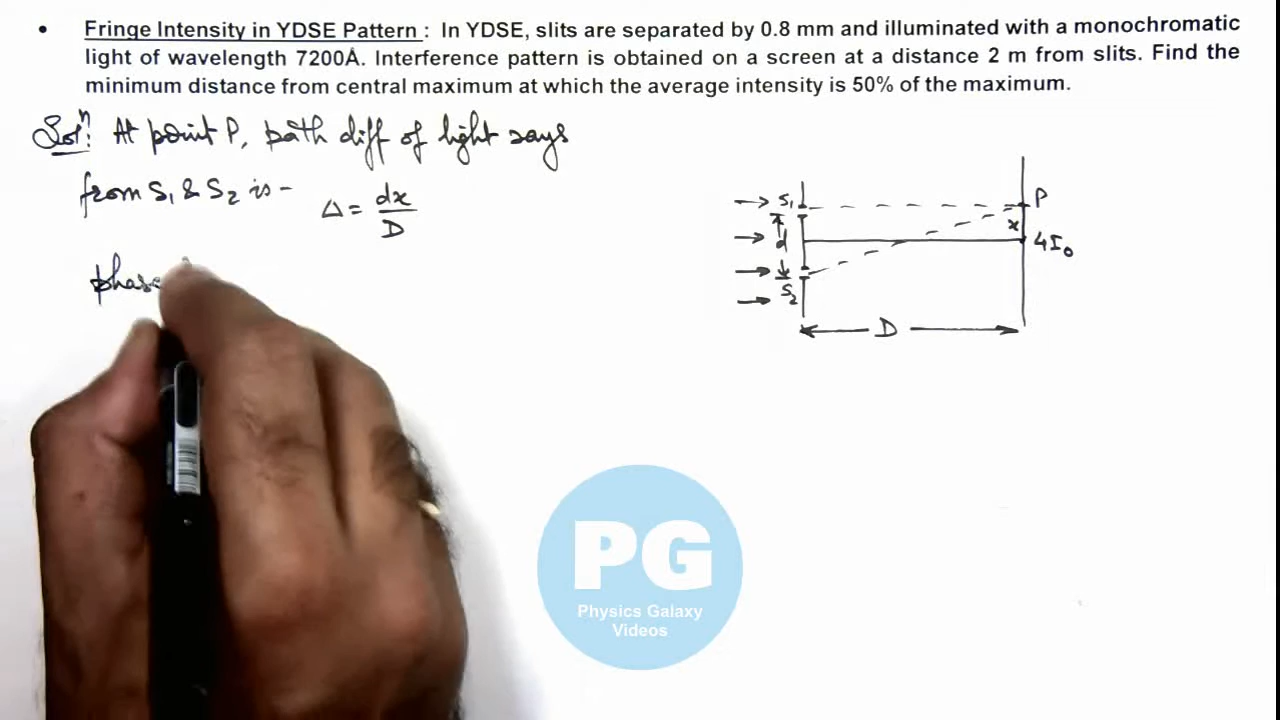 • Fringe Intensity in YDSE Pattern : In YDSE, slits are separated by 0.8 mm and illuminated with a monochromatic
light of wavelength 7200Å. Interference pattern is obtained on a screen at a distance 2 m from slits. Find the
minimum distance from central maximum at which the average intensity is 50% of the maximum.
Solⁿ: At point P, path diff of light rays
from S₁ & S₂ is -
Δ = dx/D
phase
S₁
P
x
d
4I₀
S₂
D
PG
Physics Galaxy
Videos